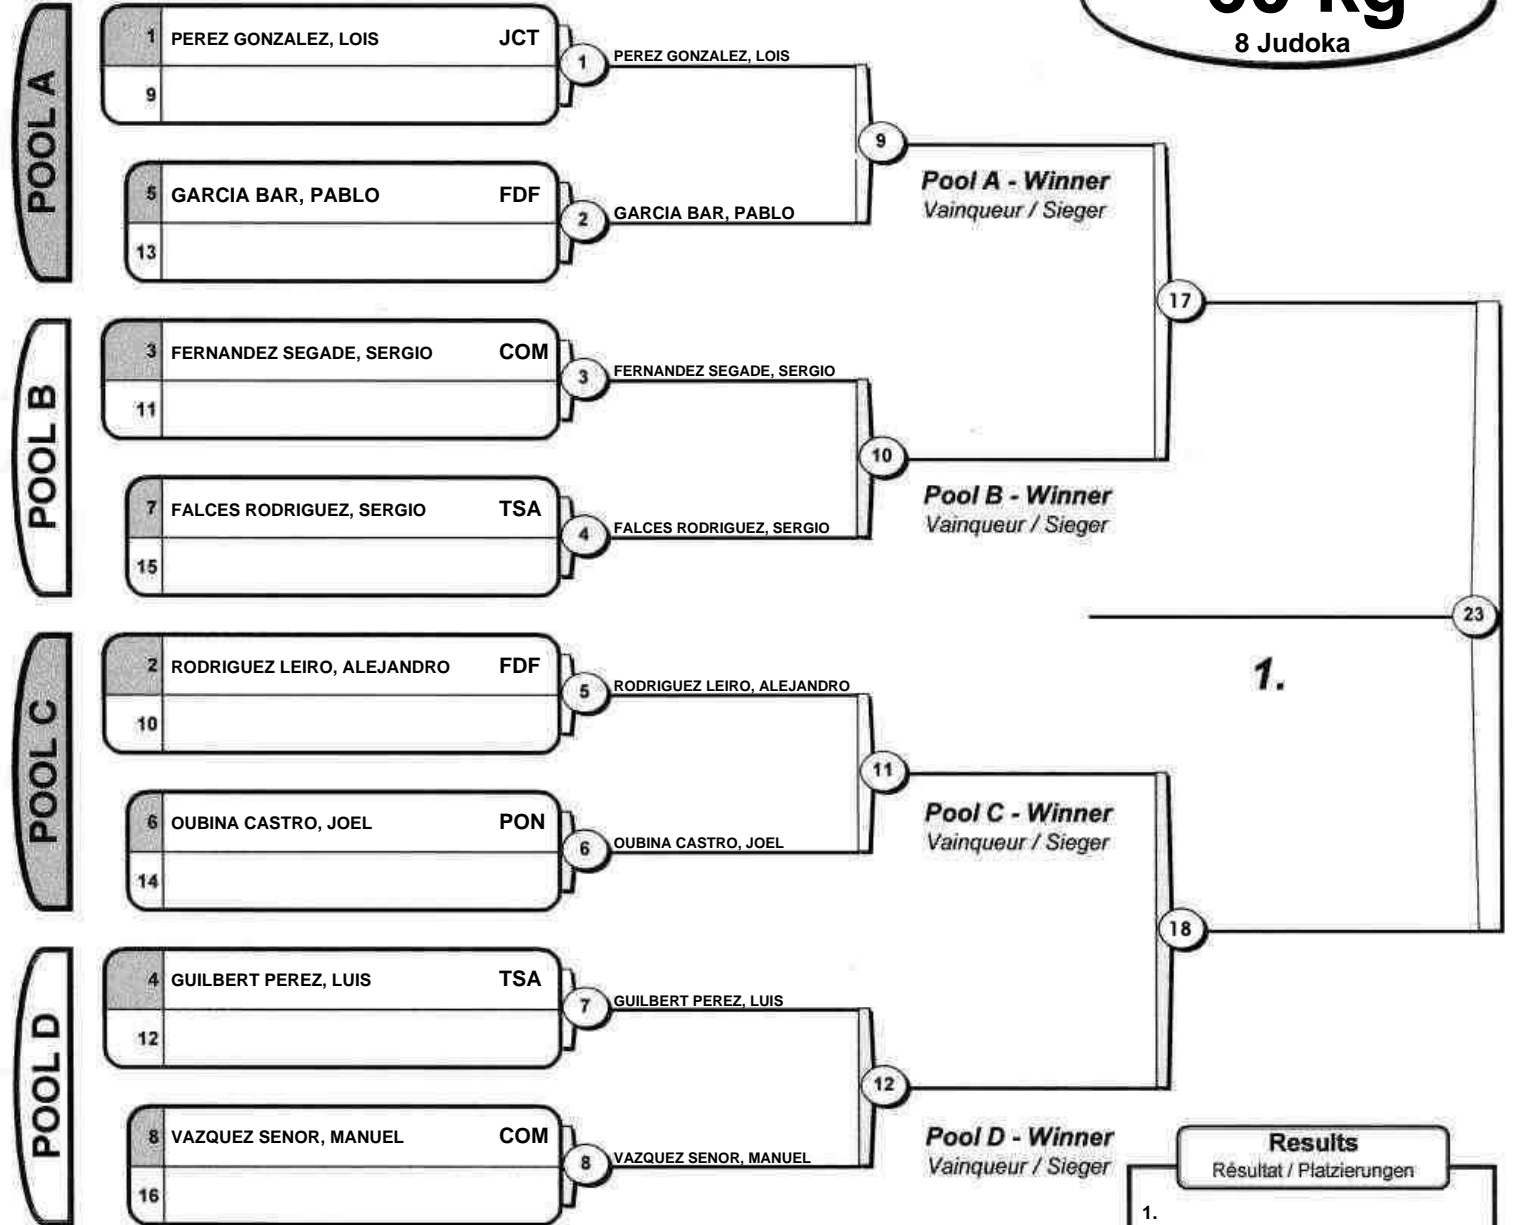 8 Judoka
POOL A
1 PEREZ GONZALEZ, LOIS JCT
9
1 PEREZ GONZALEZ, LOIS
5 GARCIA BAR, PABLO FDF
13
2 GARCIA BAR, PABLO
9
Pool A - Winner
Vainqueur / Sieger
POOL B
3 FERNANDEZ SEGADE, SERGIO COM
11
3 FERNANDEZ SEGADE, SERGIO
7 FALCES RODRIGUEZ, SERGIO TSA
15
4 FALCES RODRIGUEZ, SERGIO
10
Pool B - Winner
Vainqueur / Sieger
17
POOL C
2 RODRIGUEZ LEIRO, ALEJANDRO FDF
10
5 RODRIGUEZ LEIRO, ALEJANDRO
6 OUBINA CASTRO, JOEL PON
14
6 OUBINA CASTRO, JOEL
11
Pool C - Winner
Vainqueur / Sieger
23
1.
POOL D
4 GUILBERT PEREZ, LUIS TSA
12
7 GUILBERT PEREZ, LUIS
8 VAZQUEZ SENOR, MANUEL COM
16
8 VAZQUEZ SENOR, MANUEL
12
Pool D - Winner
Vainqueur / Sieger
18
Results
Résultat / Platzierungen
1.